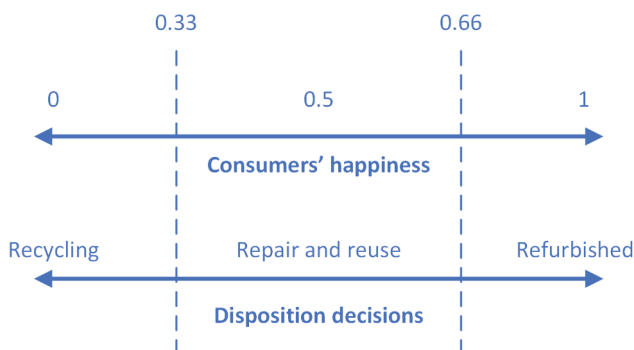 0.33 0.66
0 0.5 1
Consumers’ happiness
Recycling Repair and reuse Refurbished
Disposition decisions